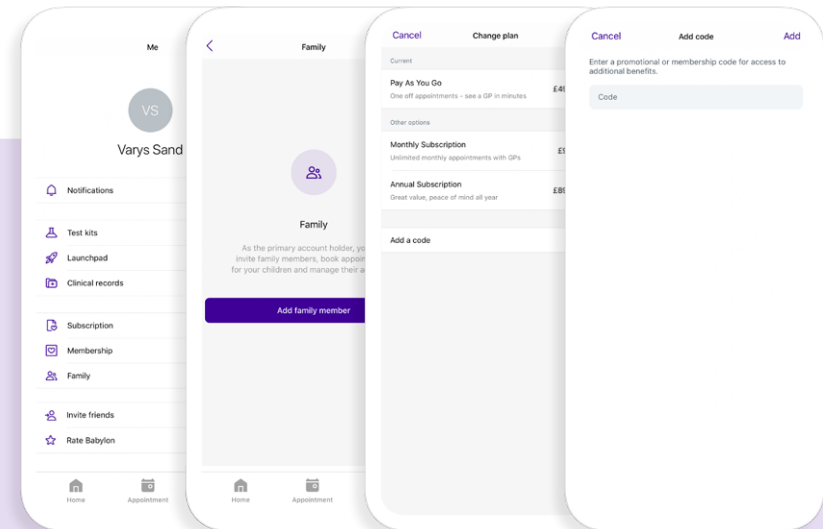 Me
VS
Varys Sand
Notifications
Test kits
Launchpad
Clinical records
Subscription
Membership
Family
Invite friends
Rate Babylon
Home
Appointment
Family
Family
As the primary account holder,
invite family members, book
for your children and manage their
Add family member
Home
Appointment
Cancel
Change plan
Current
Pay As You Go
One off appointments – see a GP in minutes
Other options
Monthly Subscription
Unlimited monthly appointments with GPs
Annual Subscription
Great value, peace of mind all year
Add a code
Cancel
Add code
Add
Enter a promotional or membership code for access to
additional benefits.
Code